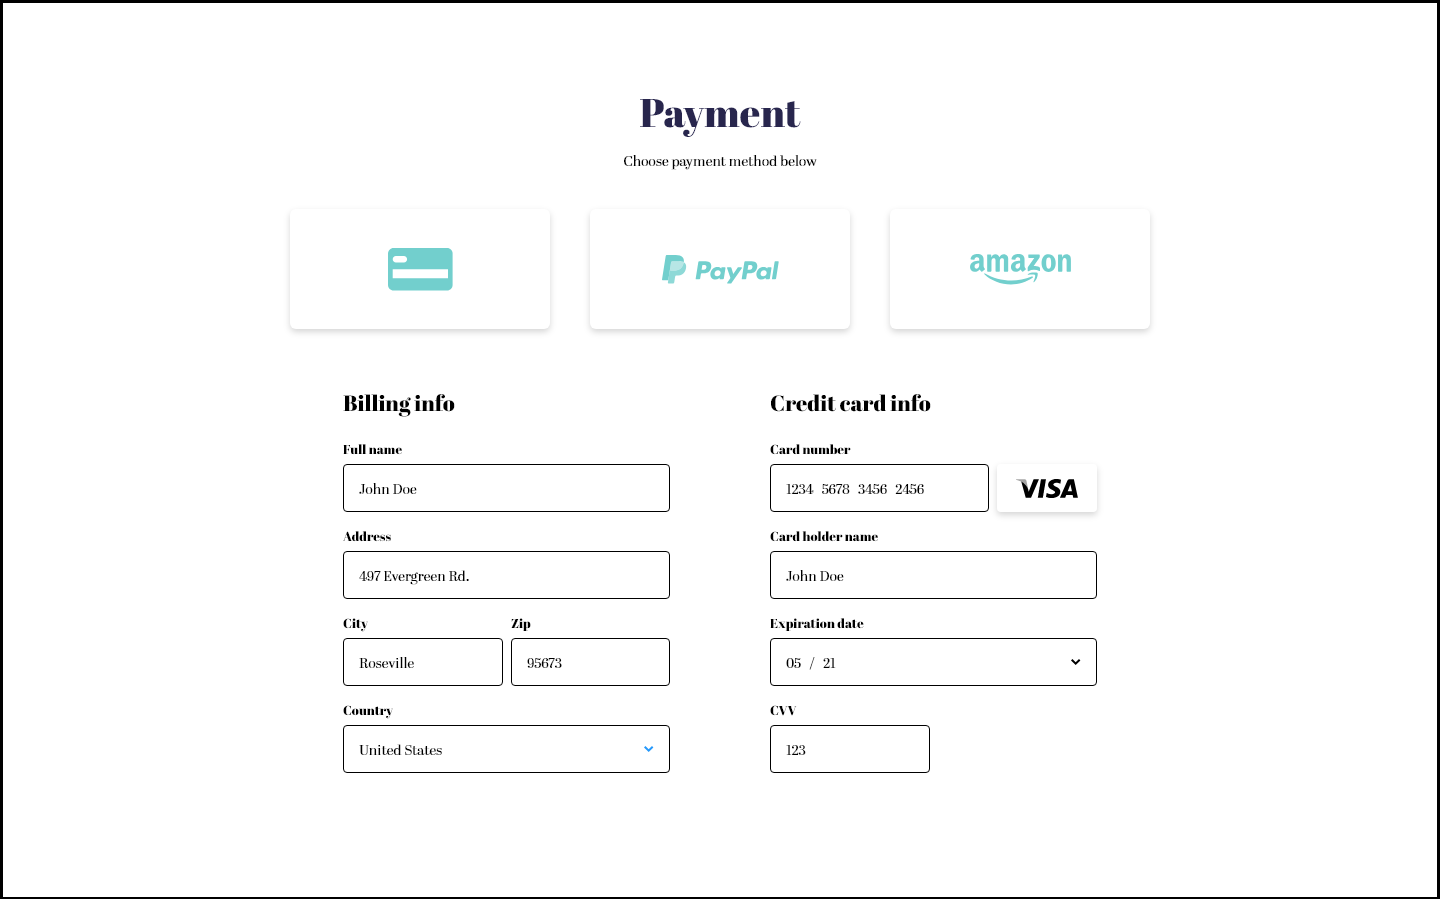 Payment
Choose payment method below
PayPal
amazon
Billing info
Full name
John Doe
Address
497 Evergreen Rd.
City Zip
Roseville 95673
Country
United States
Credit card info
Card number
1234 5678 3456 2456 VISA
Card holder name
John Doe
Expiration date
05 / 21
CVV
123